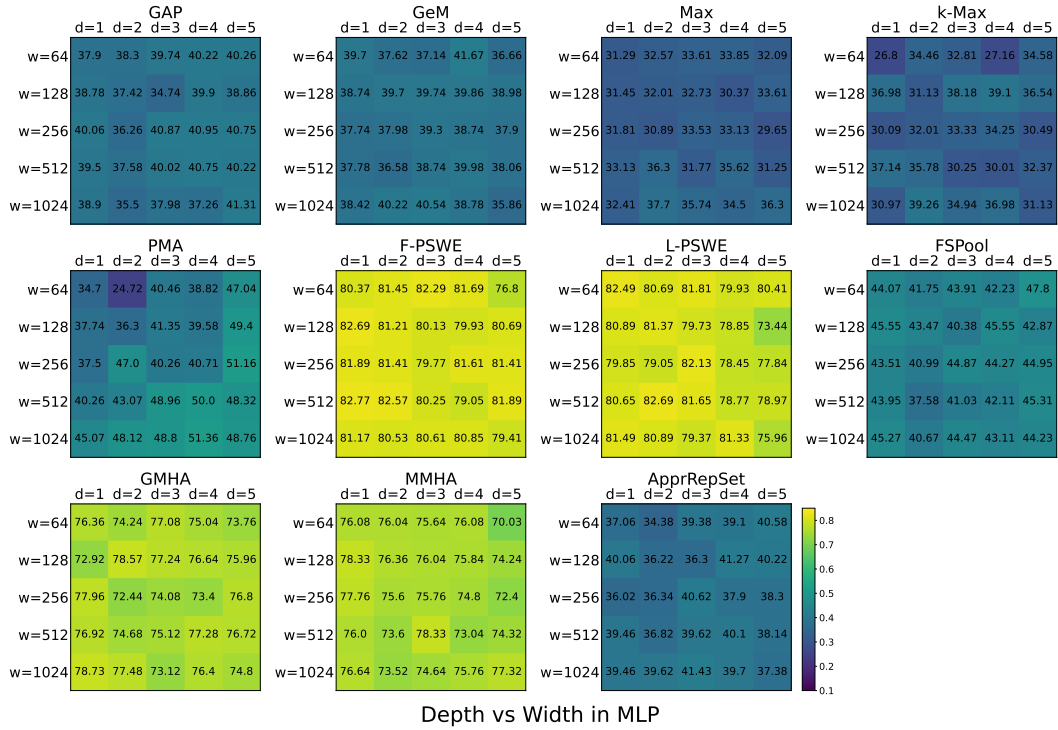 GAP
d=1 d=2 d=3 d=4 d=5
w=64 37.9 38.3 39.74 40.22 40.26
w=128 38.78 37.42 34.74 39.9 38.86
w=256 40.06 36.26 40.87 40.95 40.75
w=512 39.5 37.58 40.02 40.75 40.22
w=1024 38.9 35.5 37.98 37.26 41.31
GeM
d=1 d=2 d=3 d=4 d=5
w=64 39.7 37.62 37.14 41.67 36.66
w=128 38.74 39.7 39.74 39.86 38.98
w=256 37.74 37.98 39.3 38.74 37.9
w=512 37.78 36.58 38.74 39.98 38.06
w=1024 38.42 40.22 40.54 38.78 35.86
Max
d=1 d=2 d=3 d=4 d=5
w=64 31.29 32.57 33.61 33.85 32.09
w=128 31.45 32.01 32.73 30.37 33.61
w=256 31.81 30.89 33.53 33.13 29.65
w=512 33.13 36.3 31.77 35.62 31.25
w=1024 32.41 37.7 35.74 34.5 36.3
k-Max
d=1 d=2 d=3 d=4 d=5
w=64 26.8 34.46 32.81 27.16 34.58
w=128 36.98 31.13 38.18 39.1 36.54
w=256 30.09 32.01 33.33 34.25 30.49
w=512 37.14 35.78 30.25 30.01 32.37
w=1024 30.97 39.26 34.94 36.98 31.13
PMA
d=1 d=2 d=3 d=4 d=5
w=64 34.7 24.72 40.46 38.82 47.04
w=128 37.74 36.3 41.35 39.58 49.4
w=256 37.5 47.0 40.26 40.71 51.16
w=512 40.26 43.07 48.96 50.0 48.32
w=1024 45.07 48.12 48.8 51.36 48.76
F-PSWE
d=1 d=2 d=3 d=4 d=5
w=64 80.37 81.45 82.29 81.69 76.8
w=128 82.69 81.21 80.13 79.93 80.69
w=256 81.89 81.41 79.77 81.61 81.41
w=512 82.77 82.57 80.25 79.05 81.89
w=1024 81.17 80.53 80.61 80.85 79.41
L-PSWE
d=1 d=2 d=3 d=4 d=5
w=64 82.49 80.69 81.81 79.93 80.41
w=128 80.89 81.37 79.73 78.85 73.44
w=256 79.85 79.05 82.13 78.45 77.84
w=512 80.65 82.69 81.65 78.77 78.97
w=1024 81.49 80.89 79.37 81.33 75.96
FSPool
d=1 d=2 d=3 d=4 d=5
w=64 44.07 41.75 43.91 42.23 47.8
w=128 45.55 43.47 40.38 45.55 42.87
w=256 43.51 40.99 44.87 44.27 44.95
w=512 43.95 37.58 41.03 42.11 45.31
w=1024 45.27 40.67 44.47 43.11 44.23
GMHA
d=1 d=2 d=3 d=4 d=5
w=64 76.36 74.24 77.08 75.04 73.76
w=128 72.92 78.57 77.24 76.64 75.96
w=256 77.96 72.44 74.08 73.4 76.8
w=512 76.92 74.68 75.12 77.28 76.72
w=1024 78.73 77.48 73.12 76.4 74.8
MMHA
d=1 d=2 d=3 d=4 d=5
w=64 76.08 76.04 75.64 76.08 70.03
w=128 78.33 76.36 76.04 75.84 74.24
w=256 77.76 75.6 75.76 74.8 72.4
w=512 76.0 73.6 78.33 73.04 74.32
w=1024 76.64 73.52 74.64 75.76 77.32
ApprRepSet
d=1 d=2 d=3 d=4 d=5
w=64 37.06 34.38 39.38 39.1 40.58
w=128 40.06 36.22 36.3 41.27 40.22
w=256 36.02 36.34 40.62 37.9 38.3
w=512 39.46 36.82 39.62 40.1 38.14
w=1024 39.46 39.62 41.43 39.7 37.38
0.8
0.7
0.6
0.5
0.4
0.3
0.2
0.1
Depth vs Width in MLP